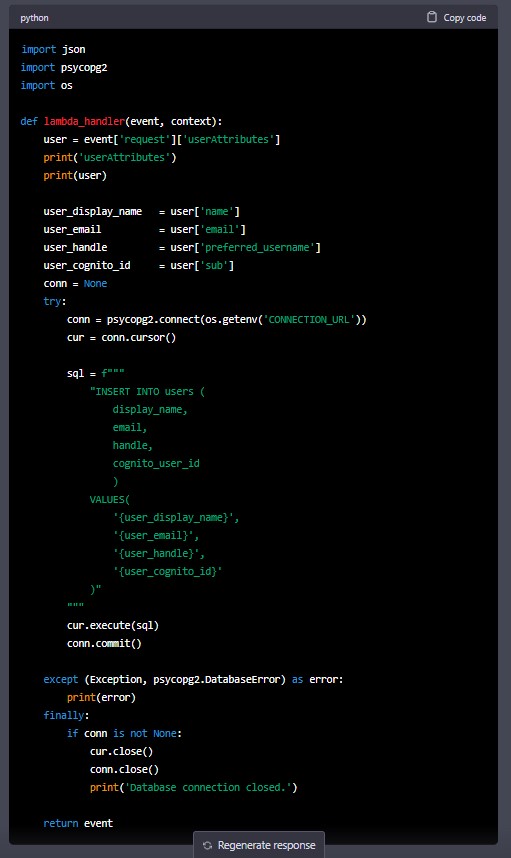 python
Copy code
import json
import psycopg2
import os
def lambda_handler(event, context):
    user = event['request']['userAttributes']
    print('userAttributes')
    print(user)
    user_display_name   = user['name']
    user_email          = user['email']
    user_handle         = user['preferred_username']
    user_cognito_id     = user['sub']
    conn = None
    try:
        conn = psycopg2.connect(os.getenv('CONNECTION_URL'))
        cur = conn.cursor()
        sql = f"""
            "INSERT INTO users (
                display_name,
                email,
                handle,
                cognito_user_id
                )
            VALUES(
                '{user_display_name}',
                '{user_email}',
                '{user_handle}',
                '{user_cognito_id}'
            )"
        """
        cur.execute(sql)
        conn.commit()
    except (Exception, psycopg2.DatabaseError) as error:
        print(error)
    finally:
        if conn is not None:
            cur.close()
            conn.close()
            print('Database connection closed.')
    return event
Regenerate response